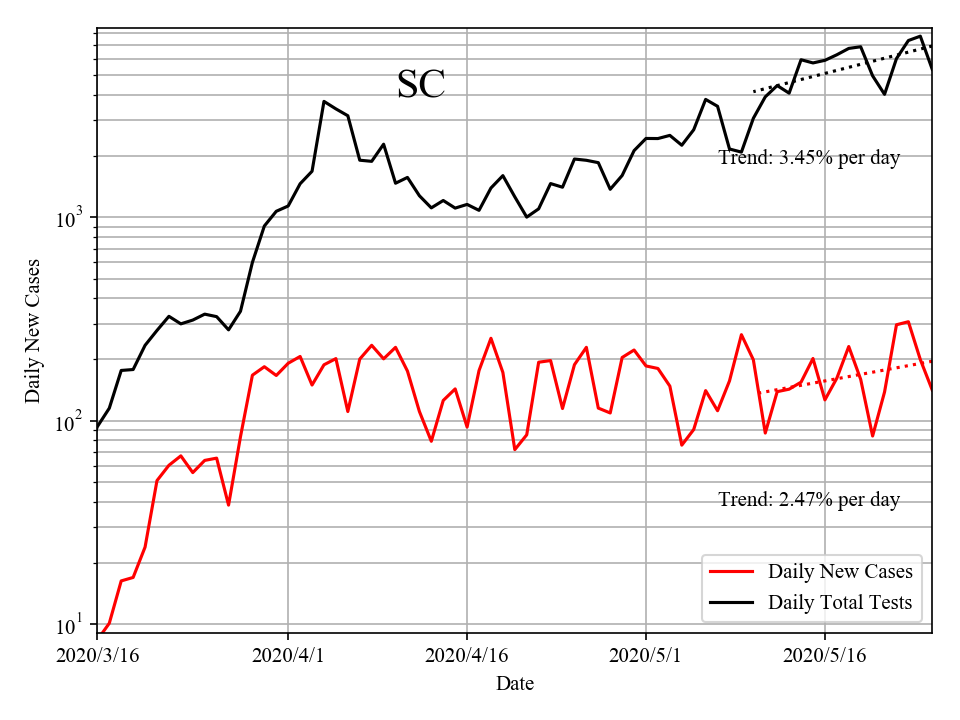 SC
Daily New Cases
10³
10²
10¹
Trend: 3.45% per day
Trend: 2.47% per day
Daily New Cases
Daily Total Tests
2020/3/16
2020/4/1
2020/4/16
2020/5/1
2020/5/16
Date